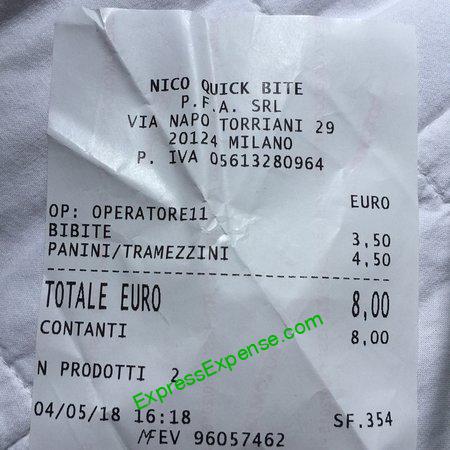 NICO QUICK BITE
P.F.A. SRL
VIA NAPO TORRIANI 29
20124 MILANO
P. IVA 05613280964
EURO
OP: OPERATORE11
BIBITE 3,50
PANINI/TRAMEZZINI 4,50
TOTALE EURO 8,00
CONTANTI 8,00
N PRODOTTI 2
ExpressExpense.com
04/05/18 16:18 SF.354
MFEV 96057462